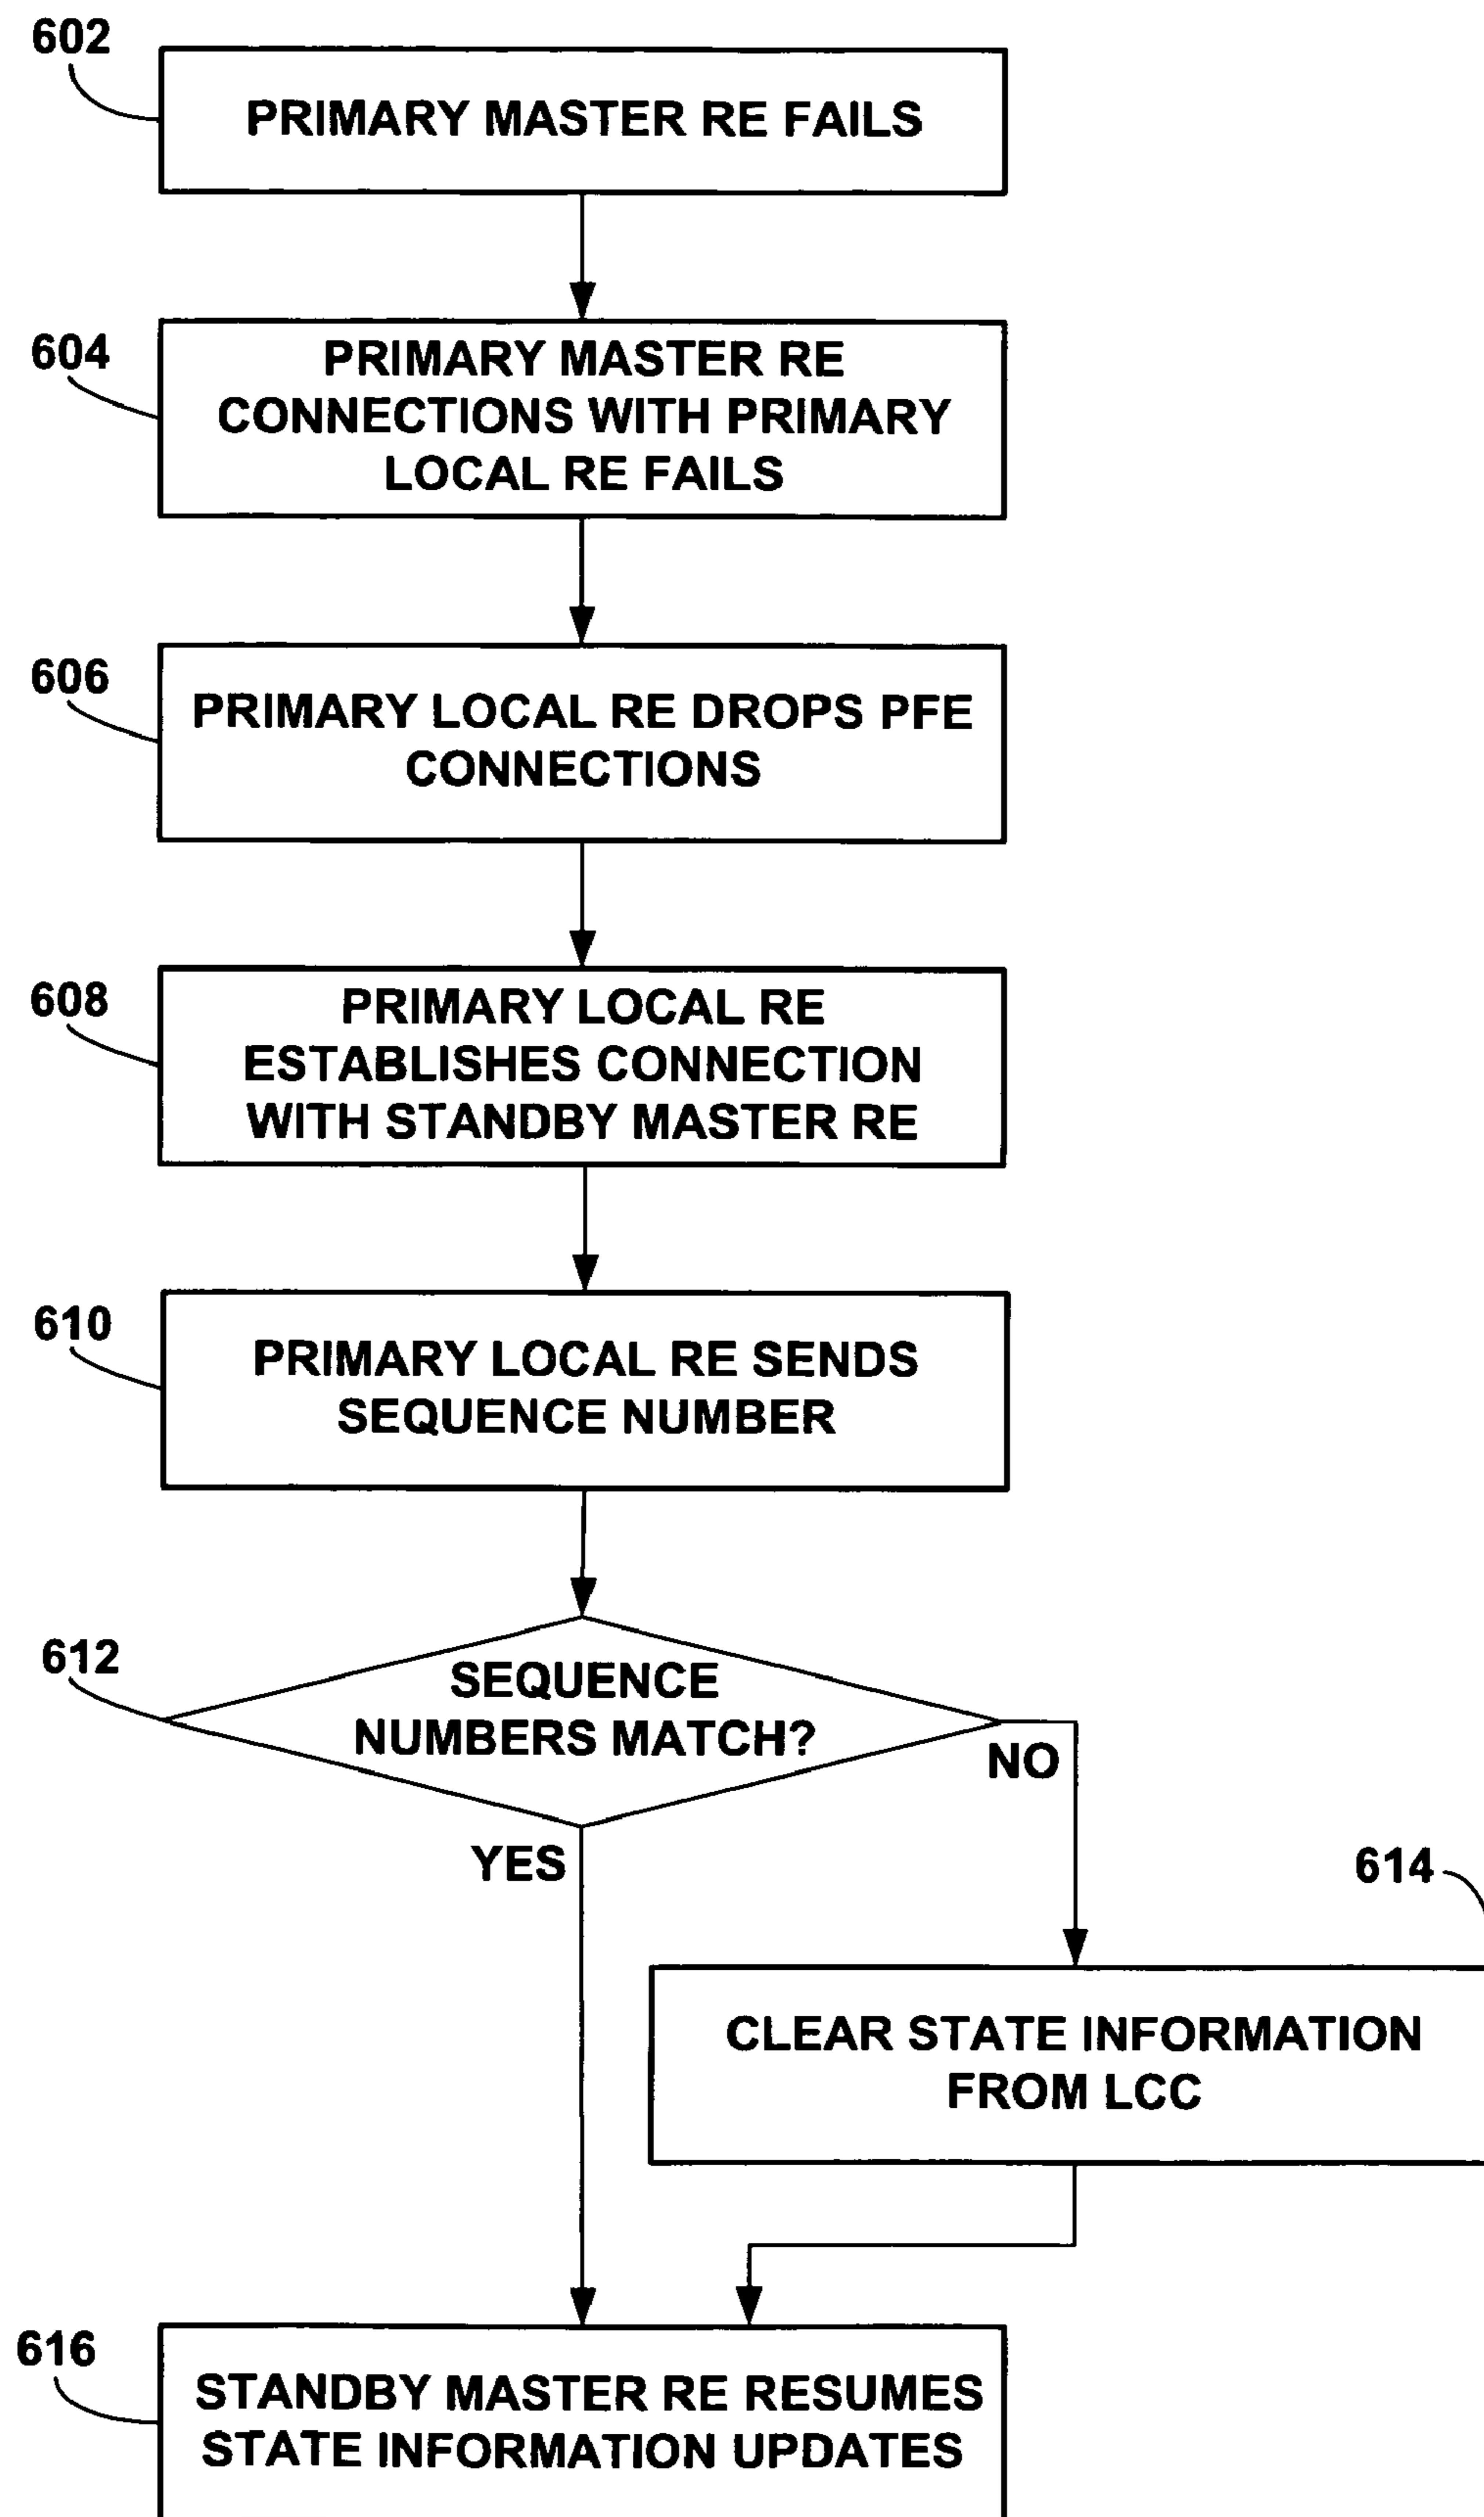 602
PRIMARY MASTER RE FAILS
604
PRIMARY MASTER RE
CONNECTIONS WITH PRIMARY
LOCAL RE FAILS
606
PRIMARY LOCAL RE DROPS PFE
CONNECTIONS
608
PRIMARY LOCAL RE
ESTABLISHES CONNECTION
WITH STANDBY MASTER RE
610
PRIMARY LOCAL RE SENDS
SEQUENCE NUMBER
612
SEQUENCE
NUMBERS MATCH?
NO
YES
614
CLEAR STATE INFORMATION
FROM LCC
616
STANDBY MASTER RE RESUMES
STATE INFORMATION UPDATES